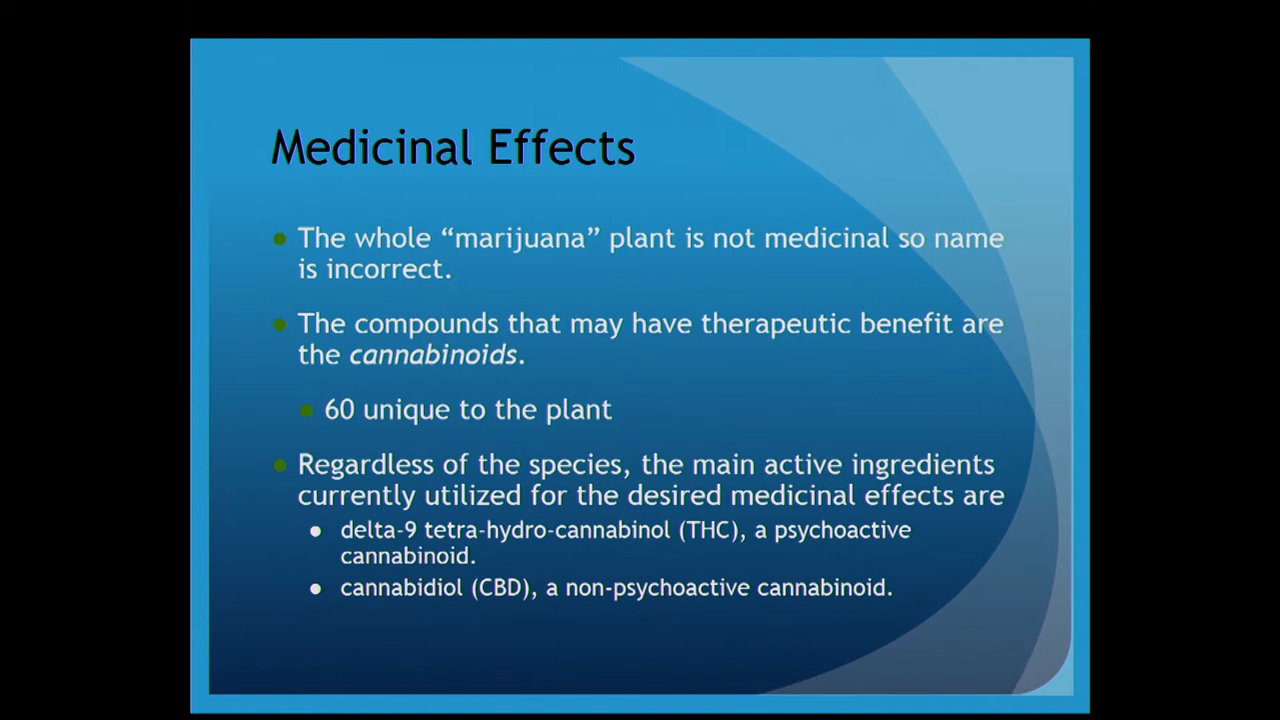 Medicinal Effects
● The whole “marijuana” plant is not medicinal so name
is incorrect.
● The compounds that may have therapeutic benefit are
the cannabinoids.
● 60 unique to the plant
● Regardless of the species, the main active ingredients
currently utilized for the desired medicinal effects are
● delta-9 tetra-hydro-cannabinol (THC), a psychoactive
cannabinoid.
● cannabidiol (CBD), a non-psychoactive cannabinoid.